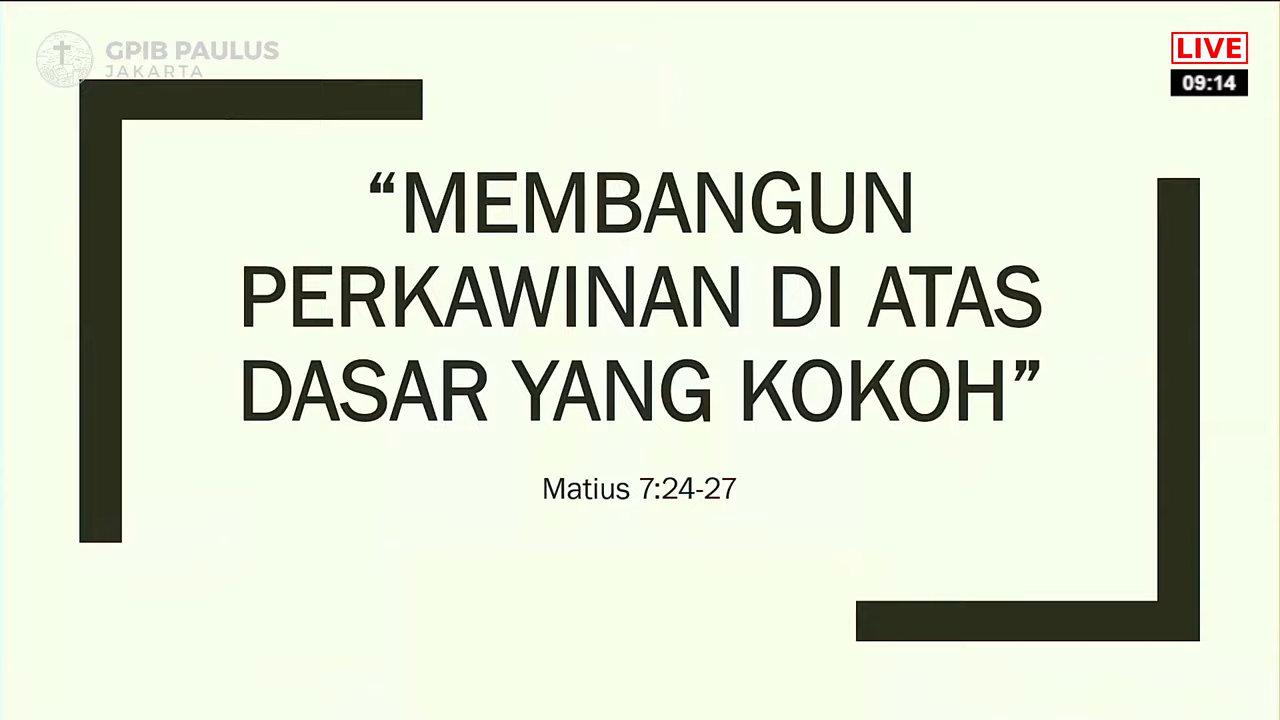 GPIB PAULUS
JAKARTA
LIVE
09:14
“MEMBANGUN
PERKAWINAN DI ATAS
DASAR YANG KOKOH”
Matius 7:24-27